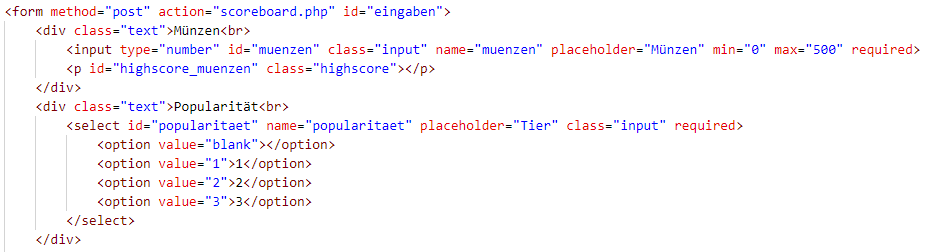 <form method="post" action="scoreboard.php" id="eingaben">
    <div class="text">Münzen<br>
        <input type="number" id="muenzen" class="input" name="muenzen" placeholder="Münzen" min="0" max="500" required>
        <p id="highscore_muenzen" class="highscore"></p>
    </div>
    <div class="text">Popularität<br>
        <select id="popularitaet" name="popularitaet" placeholder="Tier" class="input" required>
            <option value="blank"></option>
            <option value="1">1</option>
            <option value="2">2</option>
            <option value="3">3</option>
        </select>
    </div>